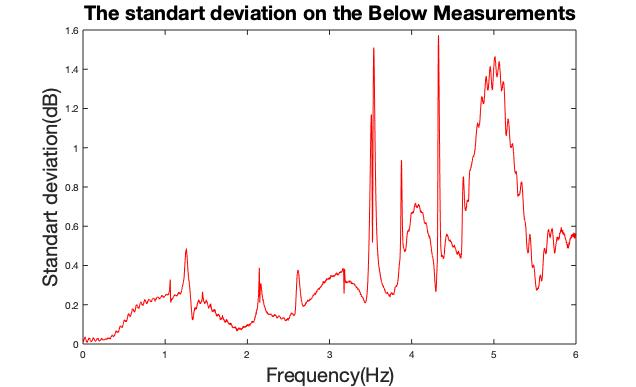 The standart deviation on the Below Measurements
Standart deviation(dB)
1.6
1.4
1.2
1
0.8
0.6
0.4
0.2
0
0 1 2 3 4 5 6
Frequency(Hz)